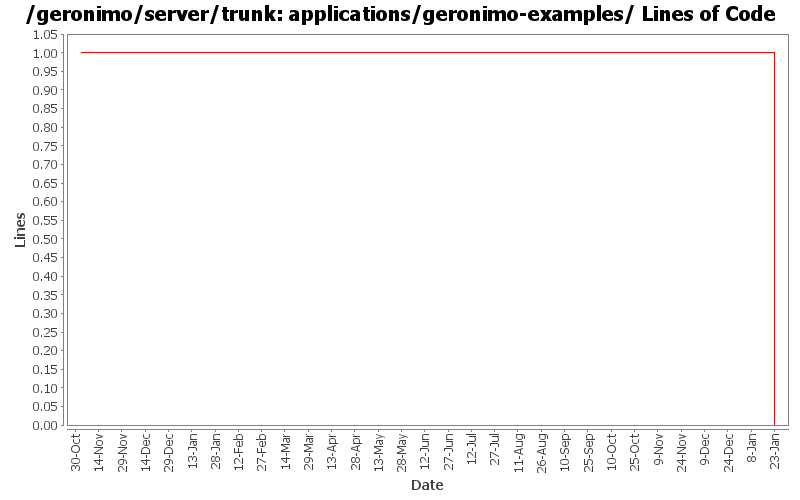 /geronimo/server/trunk: applications/geronimo-examples/ Lines of Code
1.05
1.00
0.95
0.90
0.85
0.80
0.75
0.70
0.65
0.60
0.55
0.50
0.45
0.40
0.35
0.30
0.25
0.20
0.15
0.10
0.05
0.00
Lines
30-Oct
14-Nov
29-Nov
14-Dec
29-Dec
13-Jan
28-Jan
12-Feb
27-Feb
14-Mar
29-Mar
13-Apr
28-Apr
13-May
28-May
12-Jun
27-Jun
12-Jul
27-Jul
11-Aug
26-Aug
10-Sep
25-Sep
10-Oct
25-Oct
9-Nov
24-Nov
9-Dec
24-Dec
8-Jan
23-Jan
Date